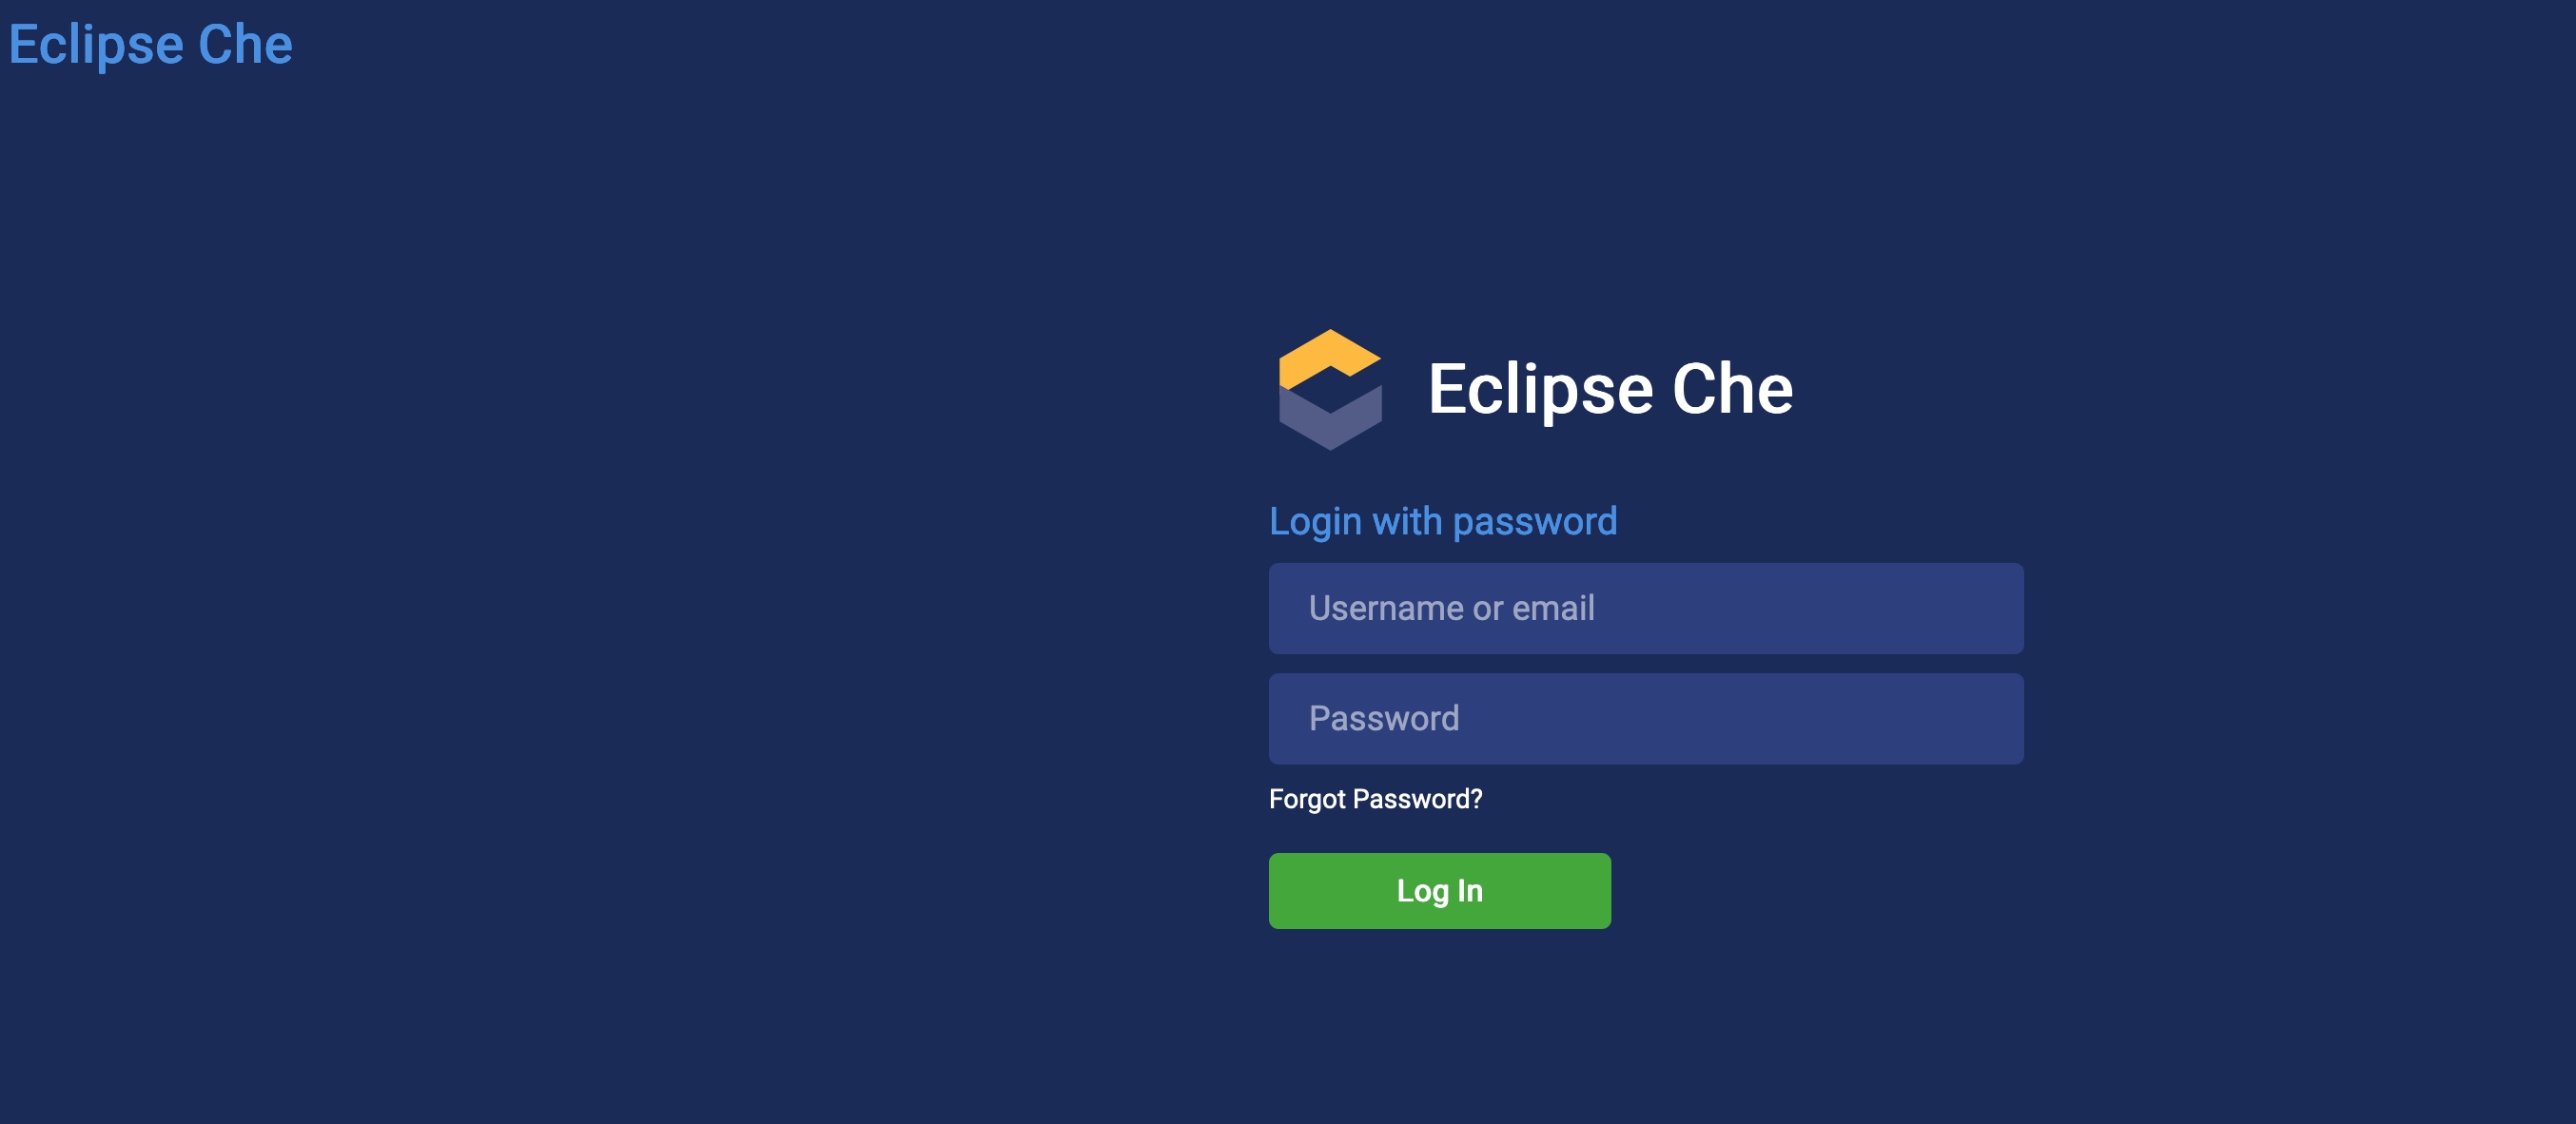 Eclipse Che
Eclipse Che
Login with password
Username or email
Password
Forgot Password?
Log In